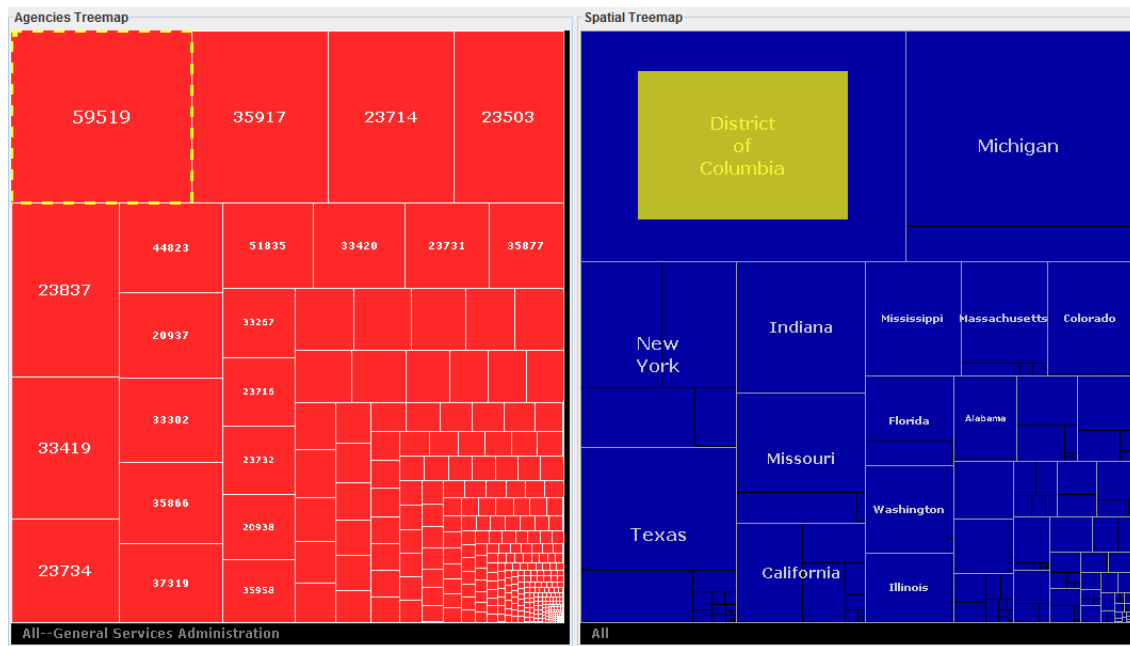 Agencies Treemap
59519
35917
23714
23503
23837
44823
51835
33420
23731
35877
20937
33267
23716
33419
33302
23732
35866
20938
23734
37319
35958
All--General Services Administration
Spatial Treemap
District
of
Columbia
Michigan
New
York
Indiana
Mississippi
Massachusetts
Colorado
Florida
Alabama
Missouri
Washington
Texas
California
Illinois
All